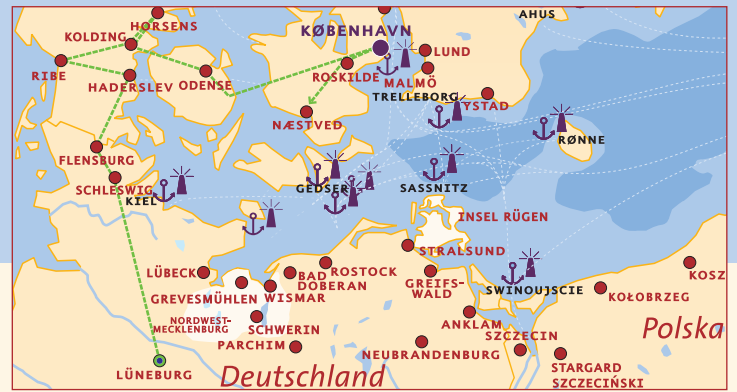 AHUS
HORSENS
KOLDING
KØBENHAVN
LUND
RIBE
HADERSLEV
ODENSE
ROSKILDE
MALMÖ
TRELLEBORG
YSTAD
NÆSTVED
RØNNE
FLENSBURG
SCHLESWIG
KIEL
GEDSER
SASSNITZ
INSEL RÜGEN
STRALSUND
LÜBECK
BAD
DOBERAN
ROSTOCK
GREIFS-
WALD
SWINOUJSCIE
KOSZ
GREVESMÜHLEN
WISMAR
KOŁOBRZEG
NORDWEST-
MECKLENBURG
SCHWERIN
ANKLAM
SZCZECIN
Polska
PARCHIM
NEUBRANDENBURG
LÜNEBURG
Deutschland
STARGARD
SZCZECIŃSKI